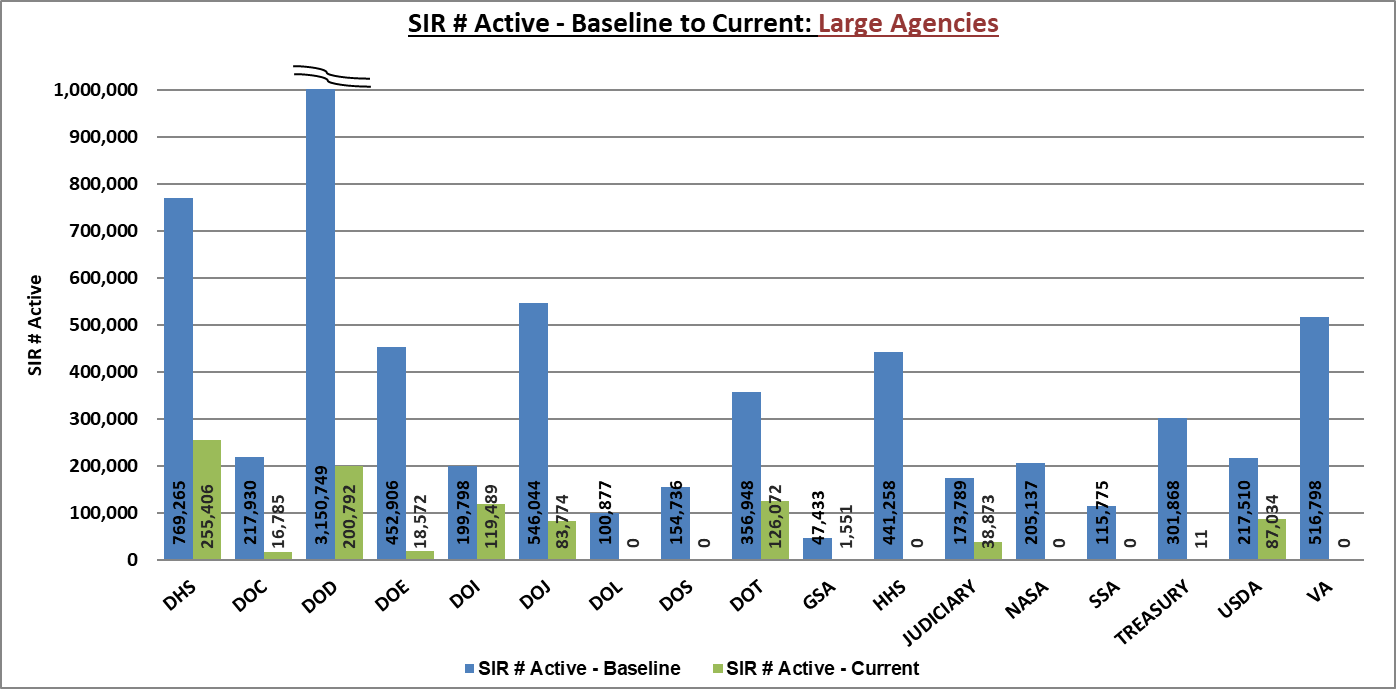 SIR # Active - Baseline to Current: Large Agencies
SIR # Active
1,000,000
900,000
800,000
700,000
600,000
500,000
400,000
300,000
200,000
100,000
0
769,265
255,406
217,930
16,785
3,150,749
200,792
452,906
18,572
199,798
119,489
546,044
83,774
100,877
0
154,736
0
356,948
126,072
47,433
1,551
441,258
0
173,789
38,873
205,137
0
115,775
0
301,868
11
217,510
87,034
516,798
0
DHS
DOC
DOD
DOE
DOI
DOJ
DOL
DOS
DOT
GSA
HHS
JUDICIARY
NASA
SSA
TREASURY
USDA
VA
SIR # Active - Baseline
SIR # Active - Current